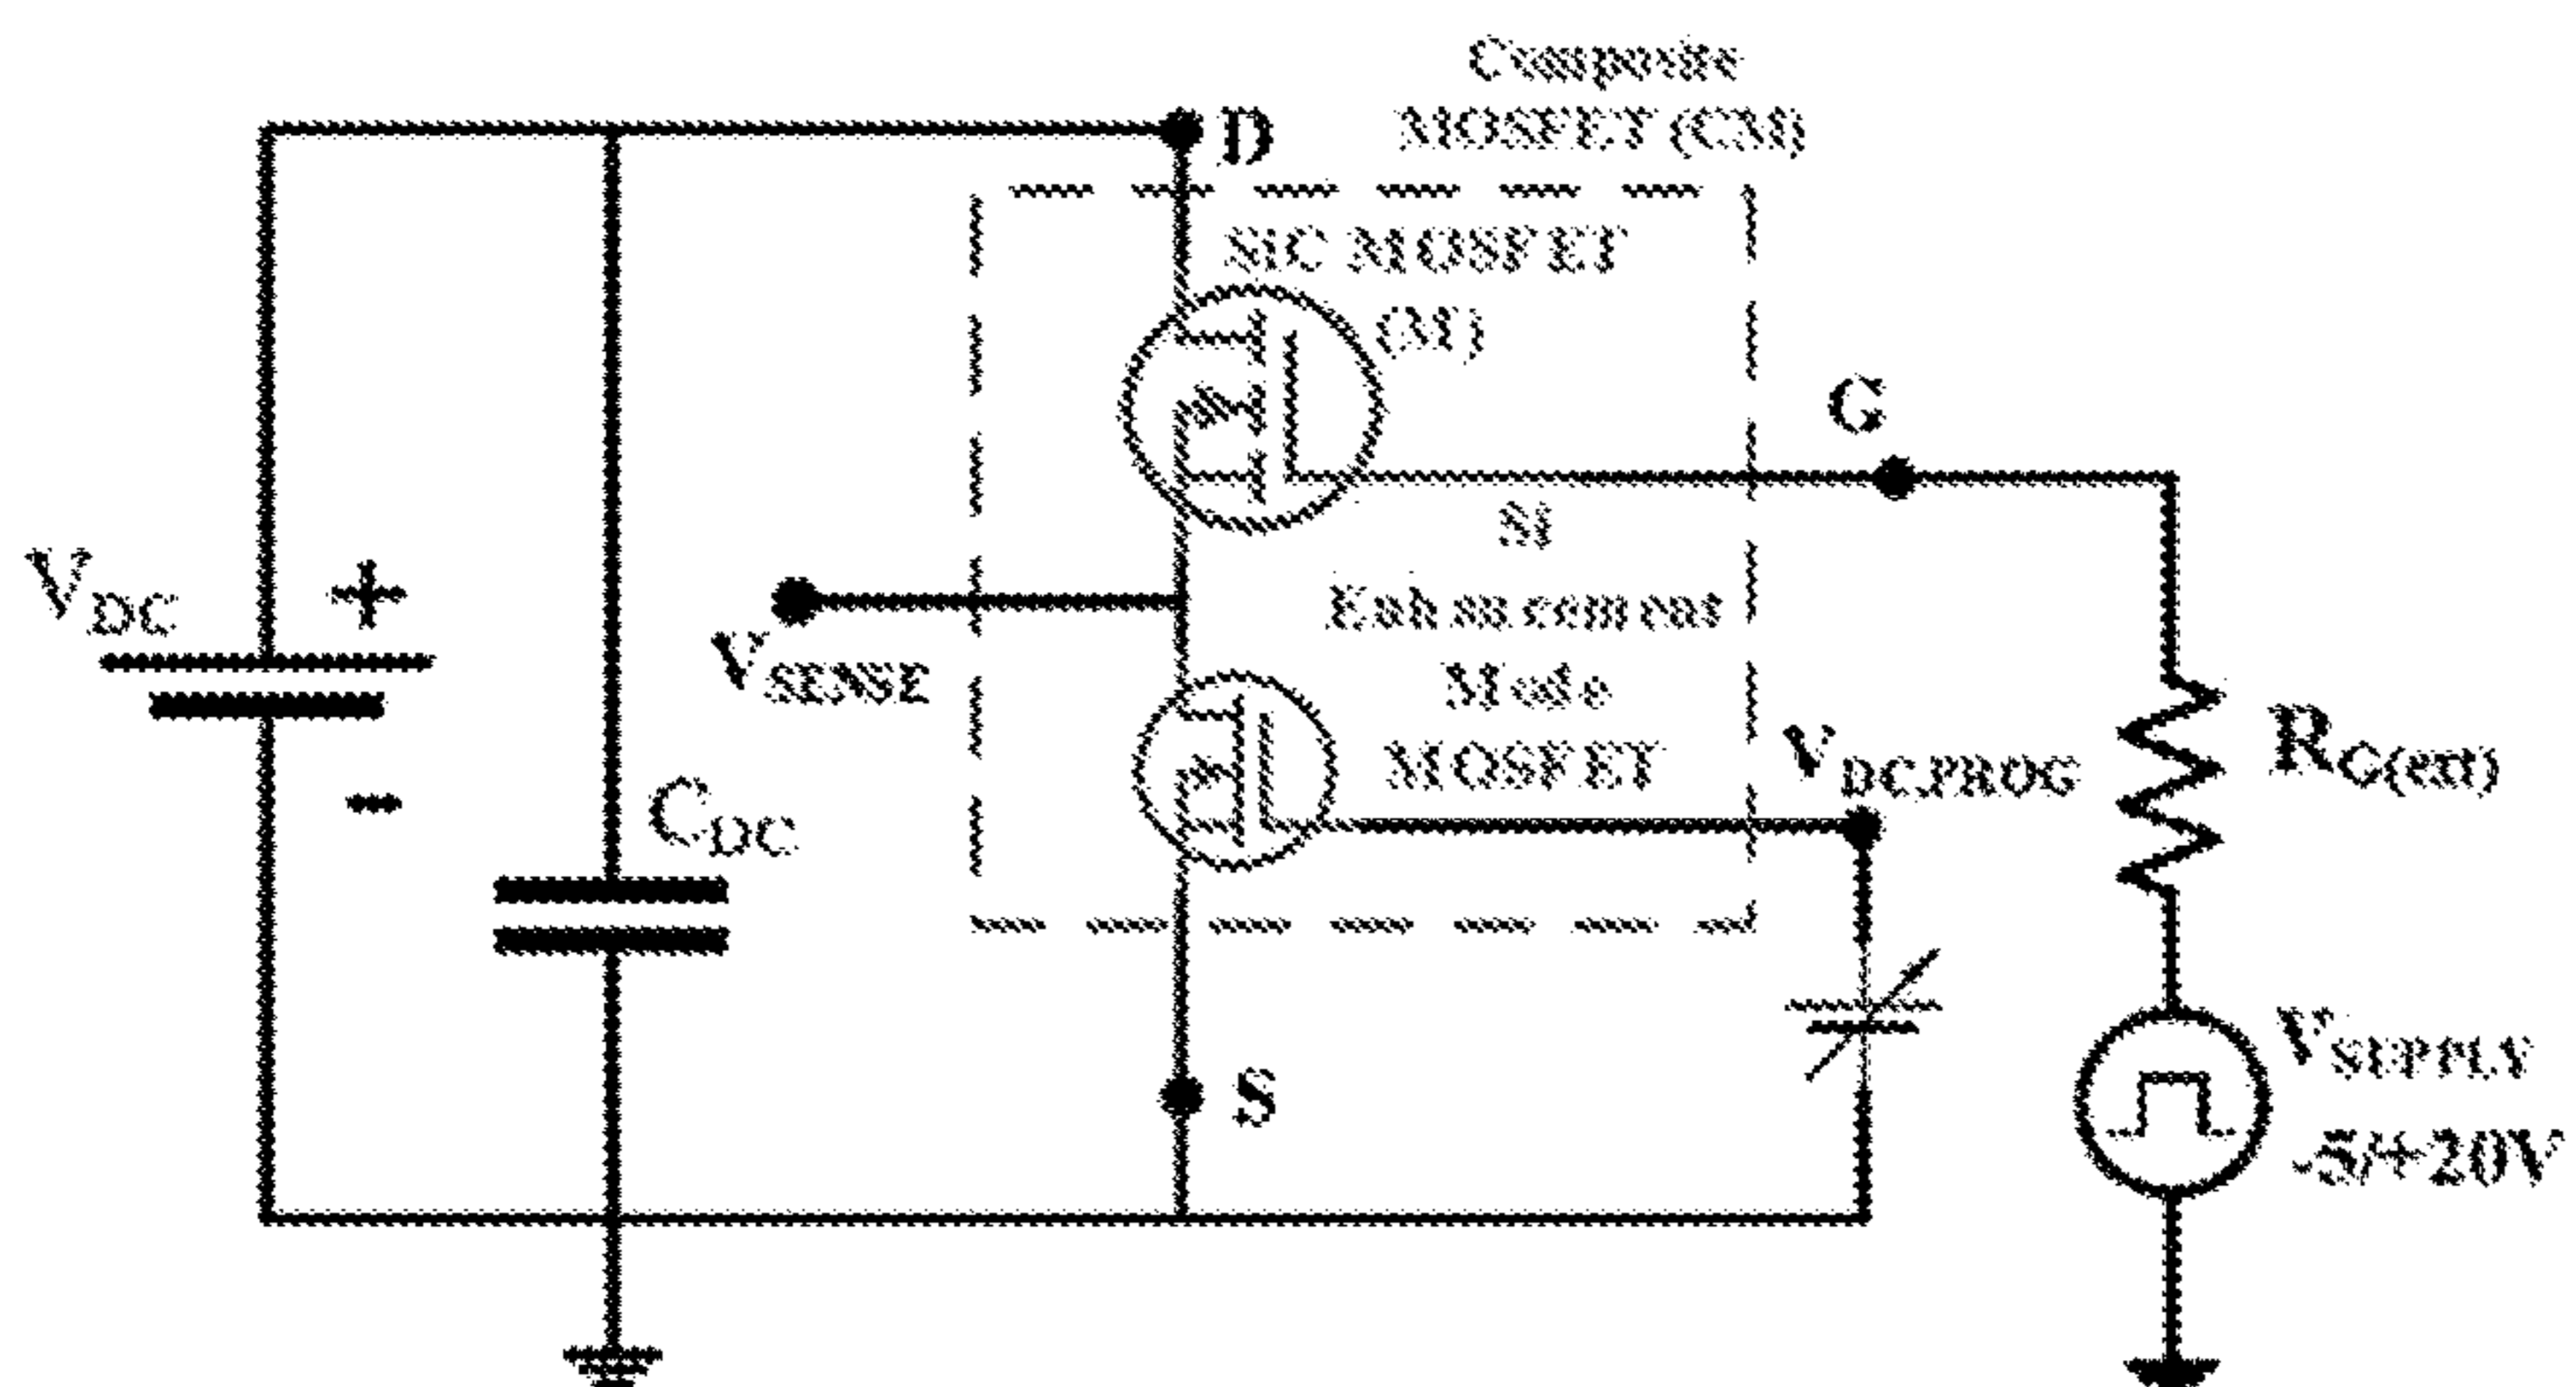 Composite
MOSFET (CM)
D
SiC MOSFET
(M)
G
Si
Enhancement
Mode
MOSFET
VDC
+
-
CDC
VSENSE
VDC,PROG
RG(ext)
S
VSUPPLY
-5/+20V